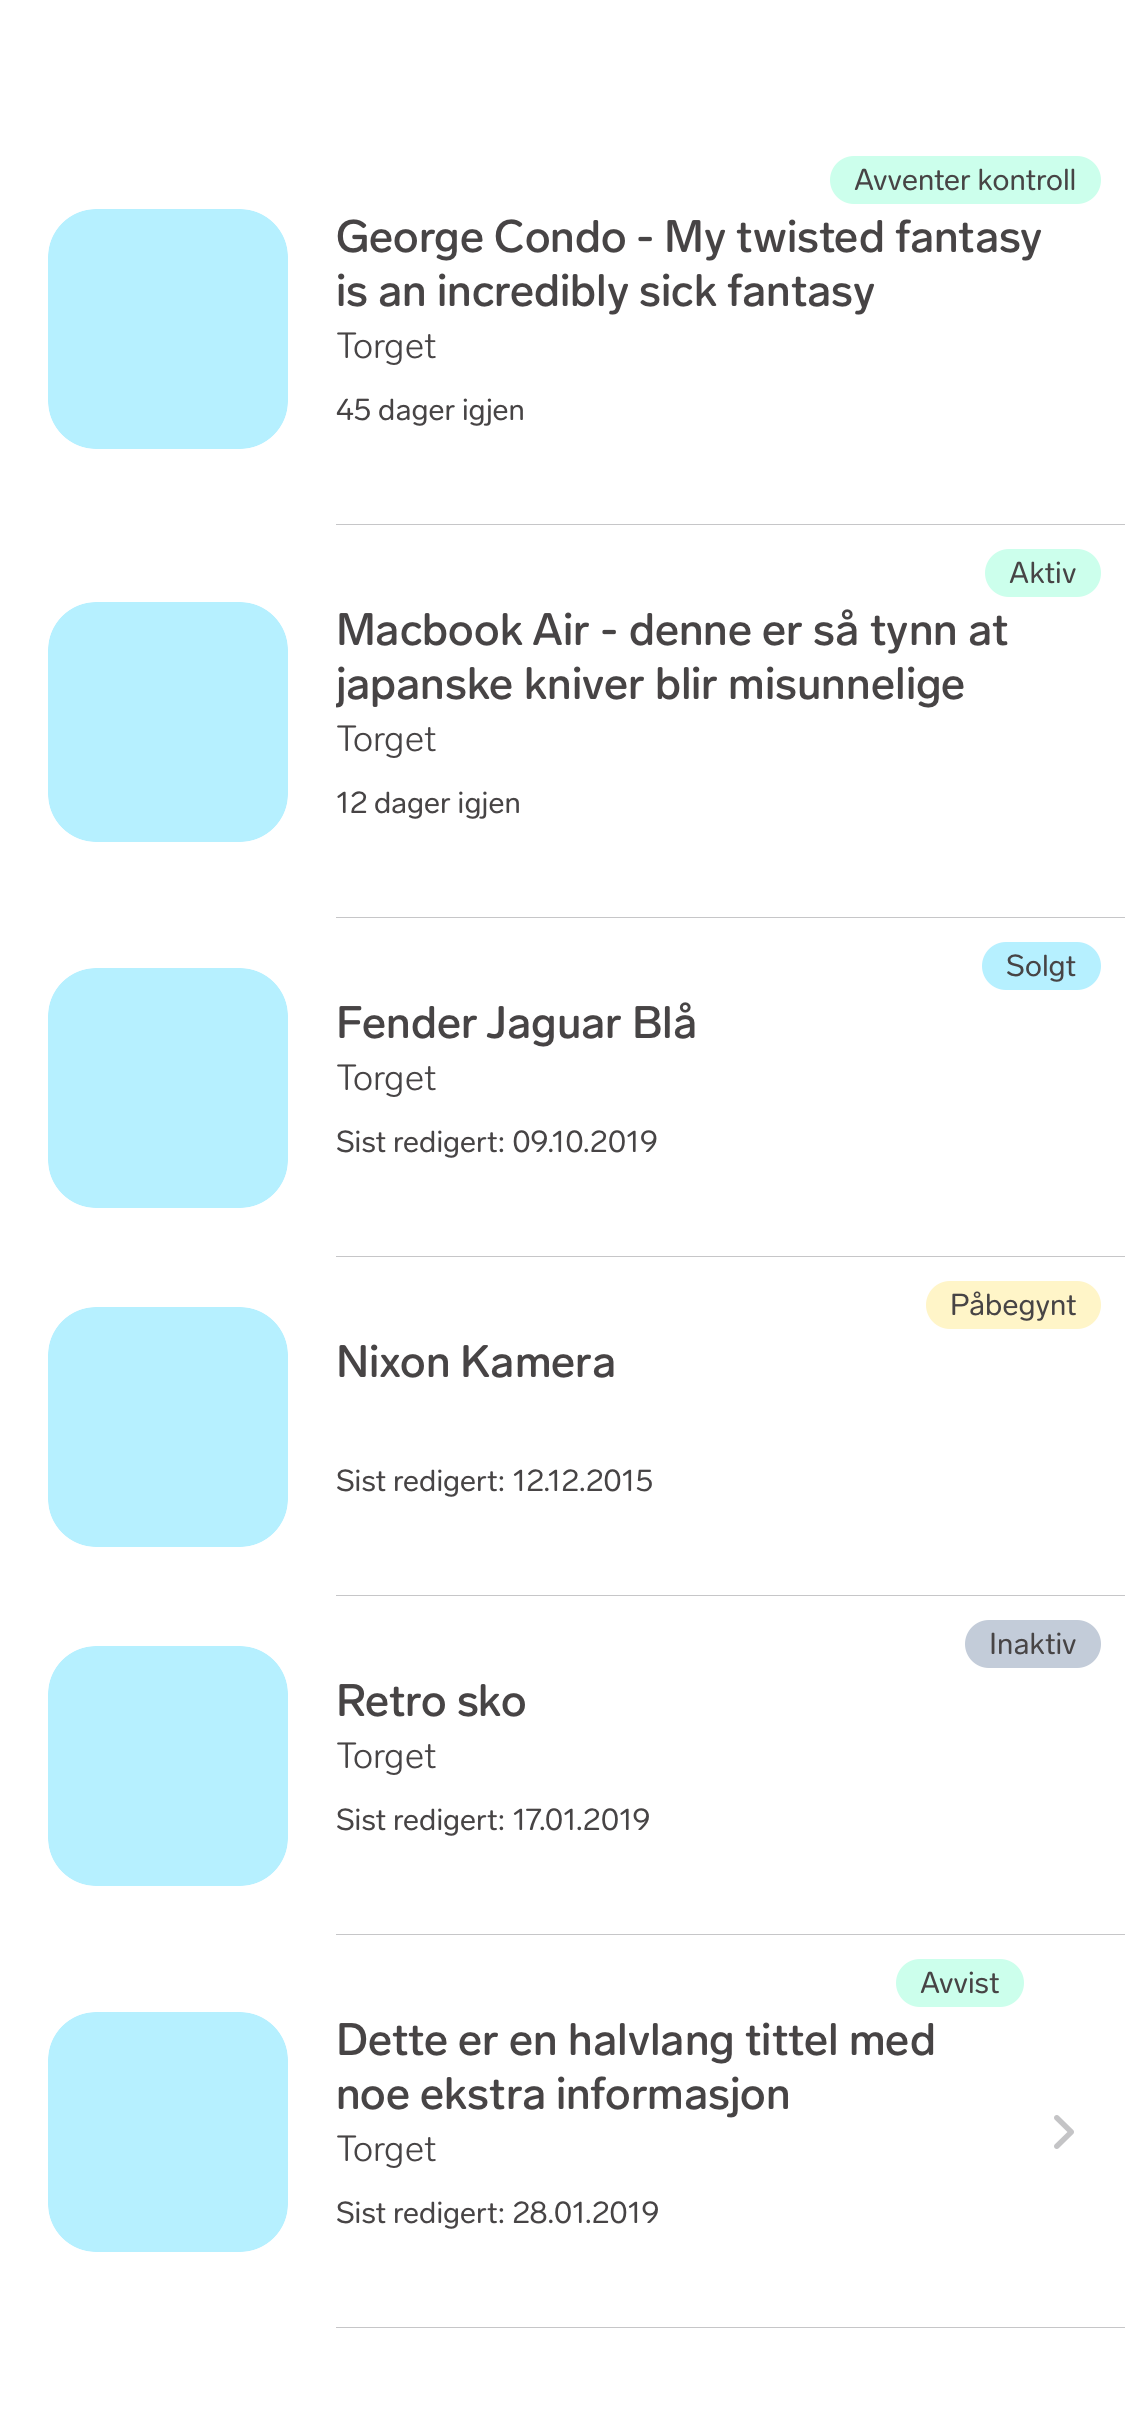 Avventer kontroll
George Condo - My twisted fantasy
is an incredibly sick fantasy
Torget
45 dager igjen
Aktiv
Macbook Air - denne er så tynn at
japanske kniver blir misunnelige
Torget
12 dager igjen
Solgt
Fender Jaguar Blå
Torget
Sist redigert: 09.10.2019
Påbegynt
Nixon Kamera
Sist redigert: 12.12.2015
Inaktiv
Retro sko
Torget
Sist redigert: 17.01.2019
Avvist
Dette er en halvlang tittel med
noe ekstra informasjon
Torget
Sist redigert: 28.01.2019